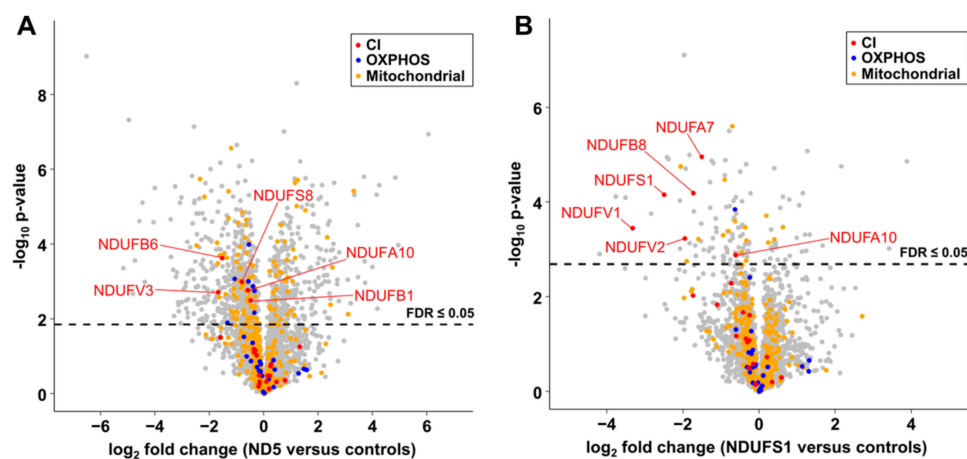 A
CI
OXPHOS
Mitochondrial
8
6
4
2
0
-log10 p-value
NDUFS8
NDUFB6
NDUFA10
NDUFV3
NDUFB1
FDR ≤ 0.05
−6 −4 −2 0 2 4 6
log2 fold change (ND5 versus controls)
B
CI
OXPHOS
Mitochondrial
6
4
2
0
-log10 p-value
NDUFA7
NDUFB8
NDUFS1
NDUFV1
NDUFV2
NDUFA10
FDR ≤ 0.05
−4 −2 0 2 4
log2 fold change (NDUFS1 versus controls)